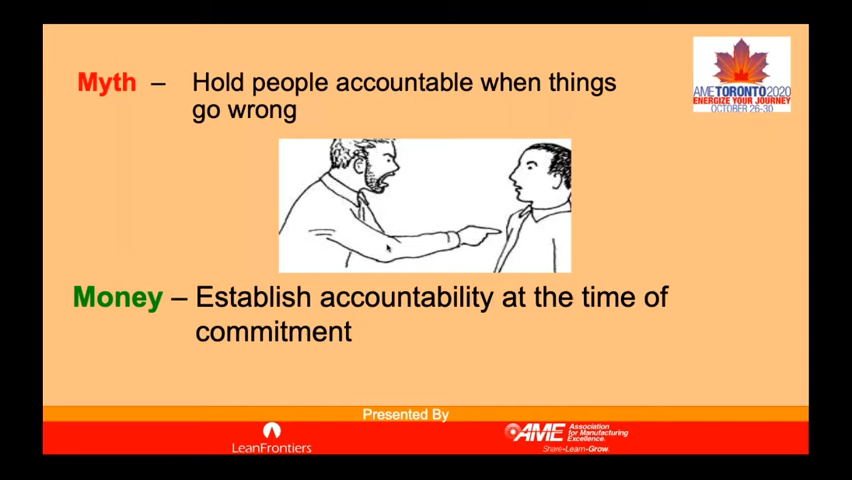 Myth – Hold people accountable when things
go wrong
AME TORONTO 2020
ENERGIZE YOUR JOURNEY
OCTOBER 26-30
Money – Establish accountability at the time of
commitment
Presented By
LeanFrontiers
AME Association
for Manufacturing
Excellence.
Share•Learn•Grow.